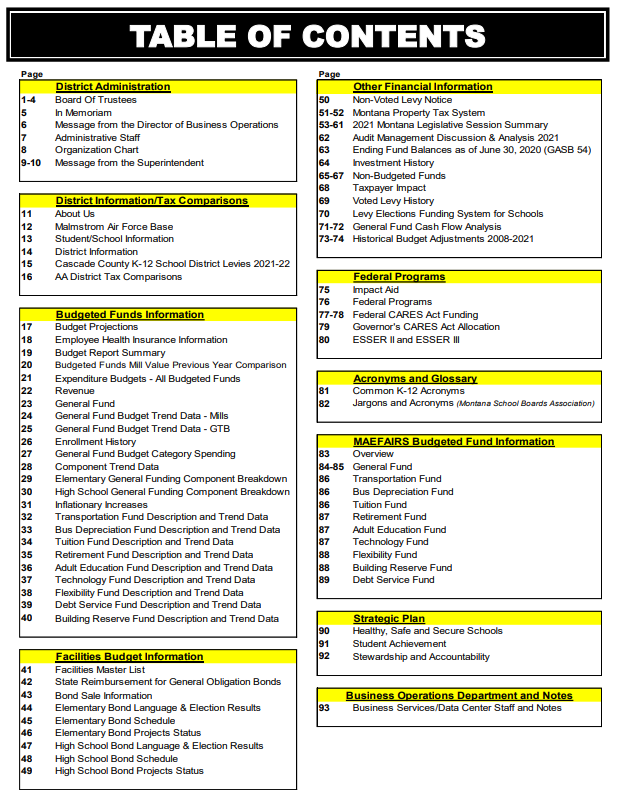 TABLE OF CONTENTS
Page
District Administration
1-4 Board Of Trustees
5 In Memoriam
6 Message from the Director of Business Operations
7 Administrative Staff
8 Organization Chart
9-10 Message from the Superintendent
District Information/Tax Comparisons
11 About Us
12 Malmstrom Air Force Base
13 Student/School Information
14 District Information
15 Cascade County K-12 School District Levies 2021-22
16 AA District Tax Comparisons
Budgeted Funds Information
17 Budget Projections
18 Employee Health Insurance Information
19 Budget Report Summary
20 Budgeted Funds Mill Value Previous Year Comparison
21 Expenditure Budgets - All Budgeted Funds
22 Revenue
23 General Fund
24 General Fund Budget Trend Data - Mills
25 General Fund Budget Trend Data - GTB
26 Enrollment History
27 General Fund Budget Category Spending
28 Component Trend Data
29 Elementary General Funding Component Breakdown
30 High School General Funding Component Breakdown
31 Inflationary Increases
32 Transportation Fund Description and Trend Data
33 Bus Depreciation Fund Description and Trend Data
34 Tuition Fund Description and Trend Data
35 Retirement Fund Description and Trend Data
36 Adult Education Fund Description and Trend Data
37 Technology Fund Description and Trend Data
38 Flexibility Fund Description and Trend Data
39 Debt Service Fund Description and Trend Data
40 Building Reserve Fund Description and Trend Data
Facilities Budget Information
41 Facilities Master List
42 State Reimbursement for General Obligation Bonds
43 Bond Sale Information
44 Elementary Bond Language & Election Results
45 Elementary Bond Schedule
46 Elementary Bond Projects Status
47 High School Bond Language & Election Results
48 High School Bond Schedule
49 High School Bond Projects Status
Page
Other Financial Information
50 Non-Voted Levy Notice
51-52 Montana Property Tax System
53-61 2021 Montana Legislative Session Summary
62 Audit Management Discussion & Analysis 2021
63 Ending Fund Balances as of June 30, 2020 (GASB 54)
64 Investment History
65-67 Non-Budgeted Funds
68 Taxpayer Impact
69 Voted Levy History
70 Levy Elections Funding System for Schools
71-72 General Fund Cash Flow Analysis
73-74 Historical Budget Adjustments 2008-2021
Federal Programs
75 Impact Aid
76 Federal Programs
77-78 Federal CARES Act Funding
79 Governor's CARES Act Allocation
80 ESSER II and ESSER III
Acronyms and Glossary
81 Common K-12 Acronyms
82 Jargons and Acronyms (Montana School Boards Association)
MAEFAIRS Budgeted Fund Information
83 Overview
84-85 General Fund
86 Transportation Fund
86 Bus Depreciation Fund
86 Tuition Fund
87 Retirement Fund
87 Adult Education Fund
87 Technology Fund
88 Flexibility Fund
88 Building Reserve Fund
89 Debt Service Fund
Strategic Plan
90 Healthy, Safe and Secure Schools
91 Student Achievement
92 Stewardship and Accountability
Business Operations Department and Notes
93 Business Services/Data Center Staff and Notes